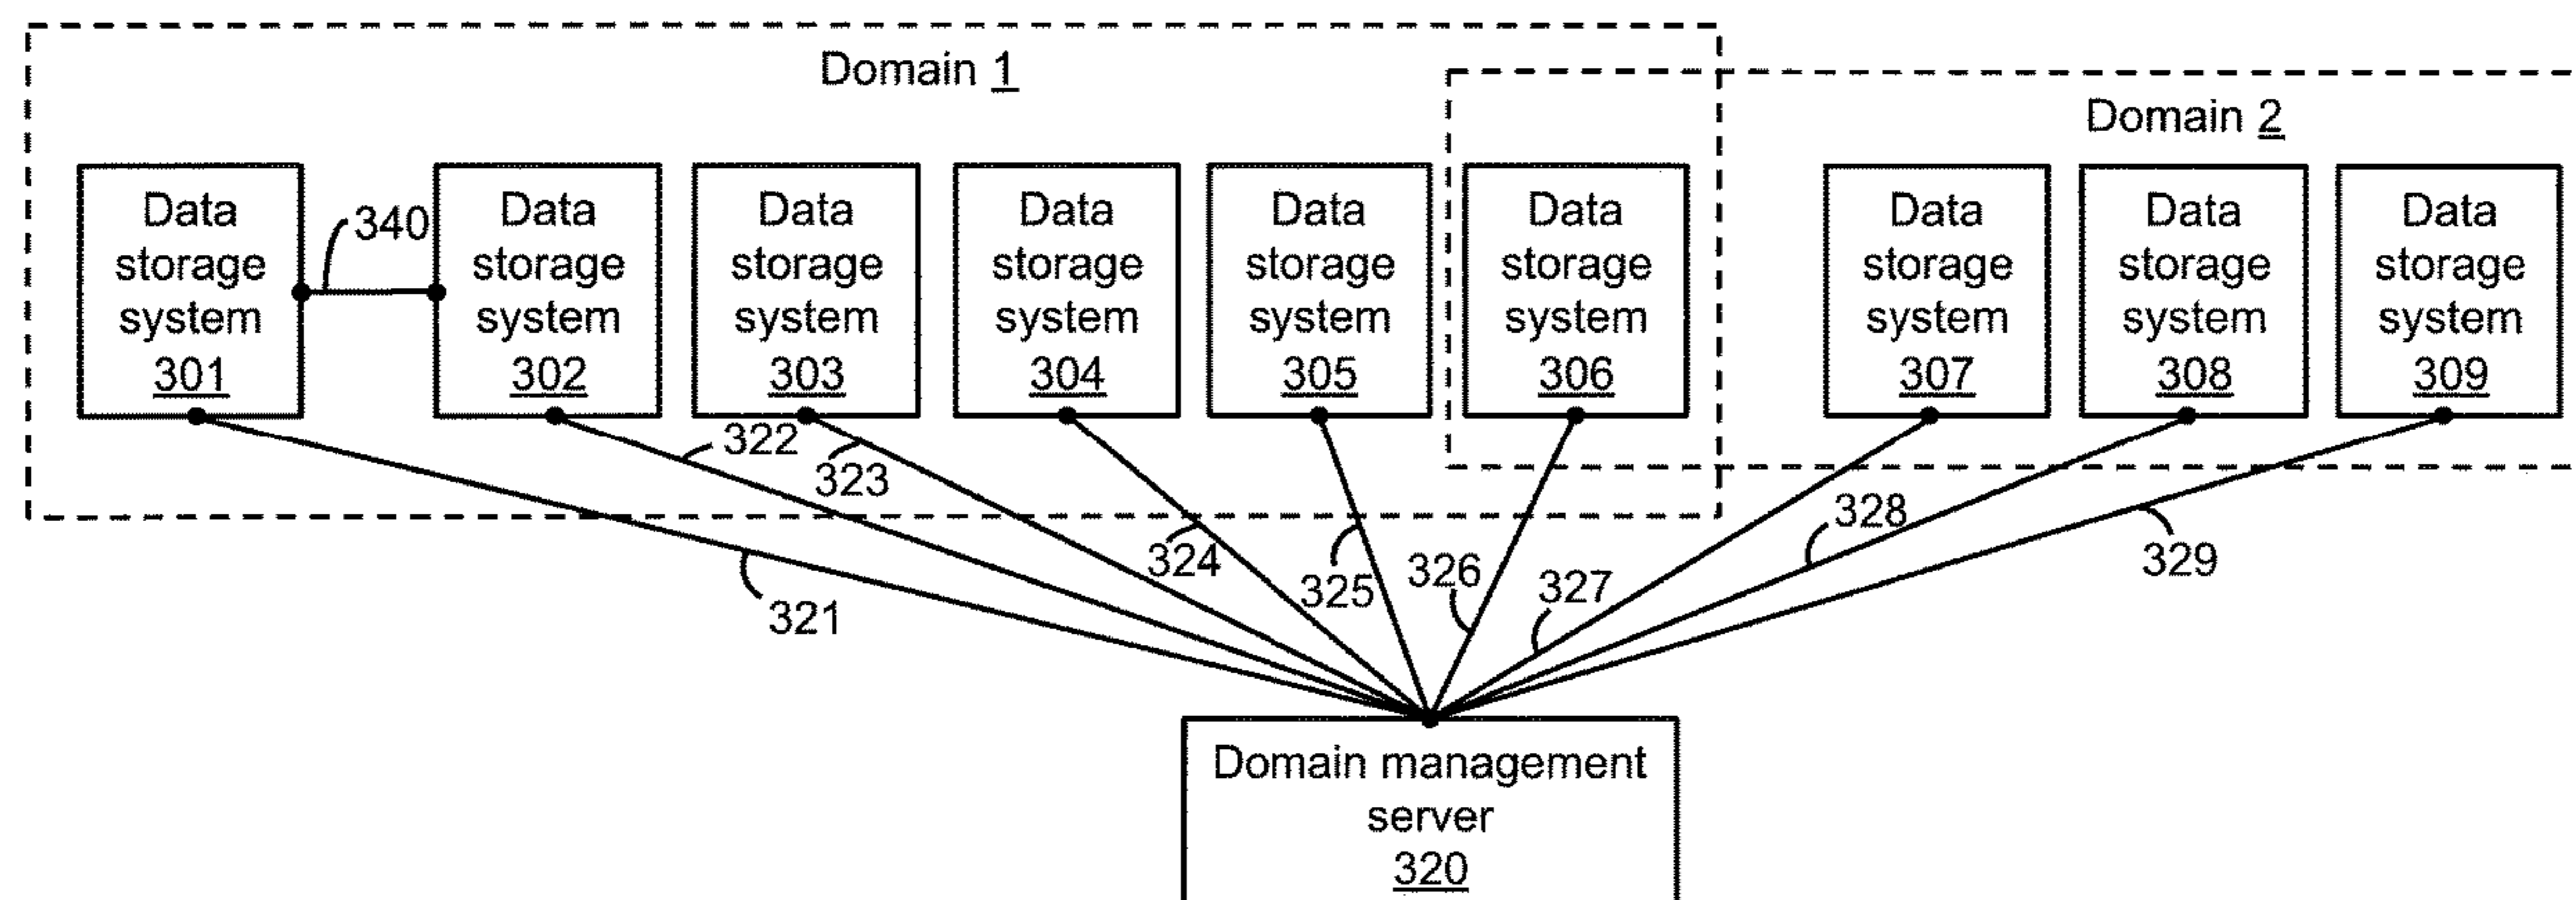 Domain 1
Domain 2
Data
storage
system
301
340
Data
storage
system
302
Data
storage
system
303
Data
storage
system
304
Data
storage
system
305
Data
storage
system
306
Data
storage
system
307
Data
storage
system
308
Data
storage
system
309
322
323
324
325
326
327
328
329
321
Domain management
server
320